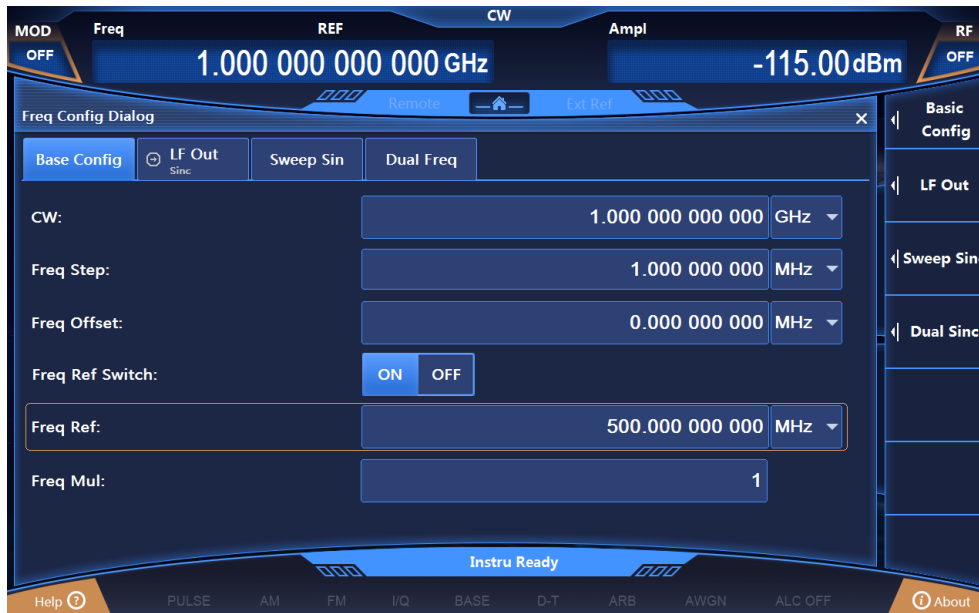 CW
MOD
OFF
Freq
REF
1.000 000 000 000 GHz
Ampl
-115.00 dBm
RF
OFF
Remote
Ext Ref
Freq Config Dialog
Base Config
LF Out
Sinc
Sweep Sin
Dual Freq
CW:
1.000 000 000 000 GHz
Freq Step:
1.000 000 000 MHz
Freq Offset:
0.000 000 000 MHz
Freq Ref Switch:
ON OFF
Freq Ref:
500.000 000 000 MHz
Freq Mul:
1
Basic
Config
LF Out
Sweep Sin
Dual Sinc
Instru Ready
Help ?
PULSE AM FM I/Q BASE D-T ARB AWGN ALC OFF
About